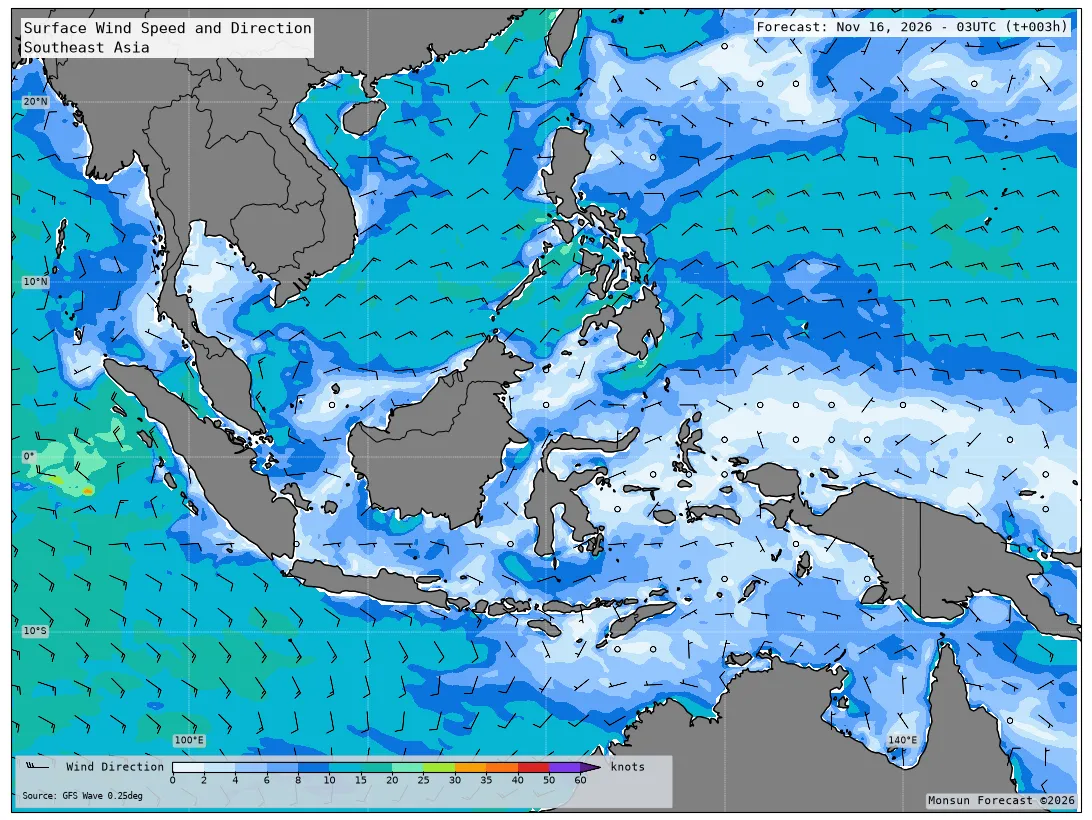 Surface Wind Speed and Direction
Southeast Asia
Forecast: Nov 16, 2026 - 03UTC (t+003h)
20°N
10°N
0°
10°S
100°E
140°E
Wind Direction
knots
0 2 4 6 8 10 15 20 25 30 35 40 50 60
Source: GFS Wave 0.25deg
Monsun Forecast ©2026